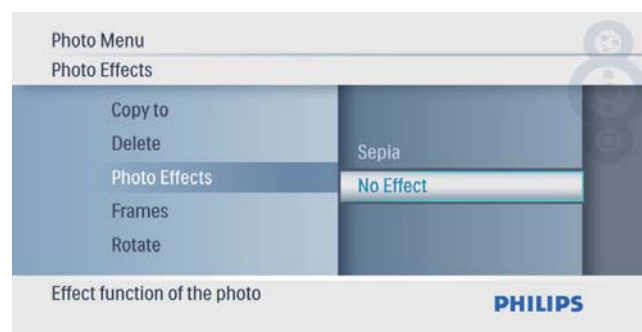 Photo Menu
Photo Effects
Copy to
Delete
Photo Effects
Frames
Rotate
Sepia
No Effect
Effect function of the photo
PHILIPS